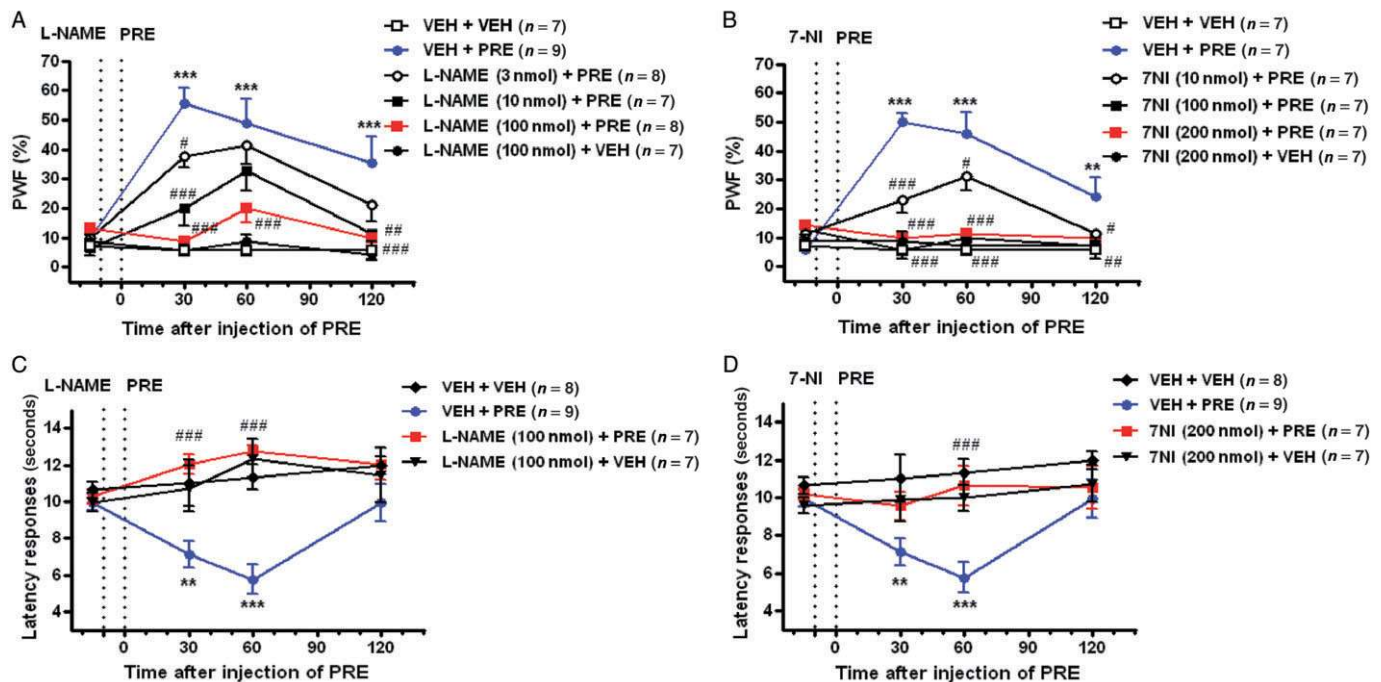 A
L-NAME PRE
VEH + VEH (n = 7)
VEH + PRE (n = 9)
L-NAME (3 nmol) + PRE (n = 8)
L-NAME (10 nmol) + PRE (n = 7)
L-NAME (100 nmol) + PRE (n = 8)
L-NAME (100 nmol) + VEH (n = 7)
PWF (%)
70
60
50
40
30
20
10
0
***
***
***
#
###
###
###
##
###
0 30 60 90 120
Time after injection of PRE
B
7-NI PRE
VEH + VEH (n = 7)
VEH + PRE (n = 7)
7NI (10 nmol) + PRE (n = 7)
7NI (100 nmol) + PRE (n = 7)
7NI (200 nmol) + PRE (n = 7)
7NI (200 nmol) + VEH (n = 7)
PWF (%)
70
60
50
40
30
20
10
0
***
***
**
###
#
#
###
###
###
###
##
0 30 60 90 120
Time after injection of PRE
C
L-NAME PRE
VEH + VEH (n = 8)
VEH + PRE (n = 9)
L-NAME (100 nmol) + PRE (n = 7)
L-NAME (100 nmol) + VEH (n = 7)
Latency responses (seconds)
14
12
10
8
6
4
###
###
**
***
0 30 60 90 120
Time after injection of PRE
D
7-NI PRE
VEH + VEH (n = 8)
VEH + PRE (n = 9)
7NI (200 nmol) + PRE (n = 7)
7NI (200 nmol) + VEH (n = 7)
Latency responses (seconds)
14
12
10
8
6
4
###
**
***
0 30 60 90 120
Time after injection of PRE